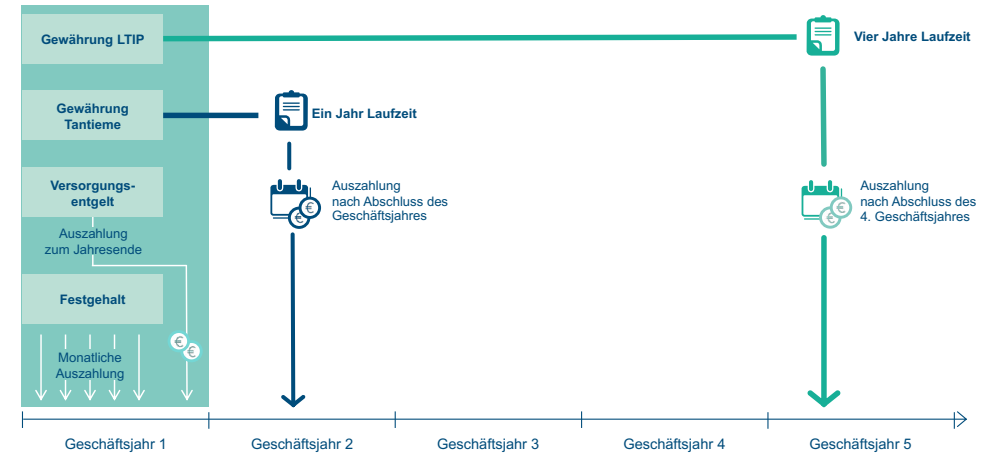 Gewährung LTIP
Vier Jahre Laufzeit
Gewährung
Tantieme
Ein Jahr Laufzeit
Versorgungs-
entgelt
Auszahlung
nach Abschluss des
Geschäftsjahres
Auszahlung
nach Abschluss des
4. Geschäftsjahres
Auszahlung
zum Jahresende
Festgehalt
Monatliche
Auszahlung
Geschäftsjahr 1
Geschäftsjahr 2
Geschäftsjahr 3
Geschäftsjahr 4
Geschäftsjahr 5